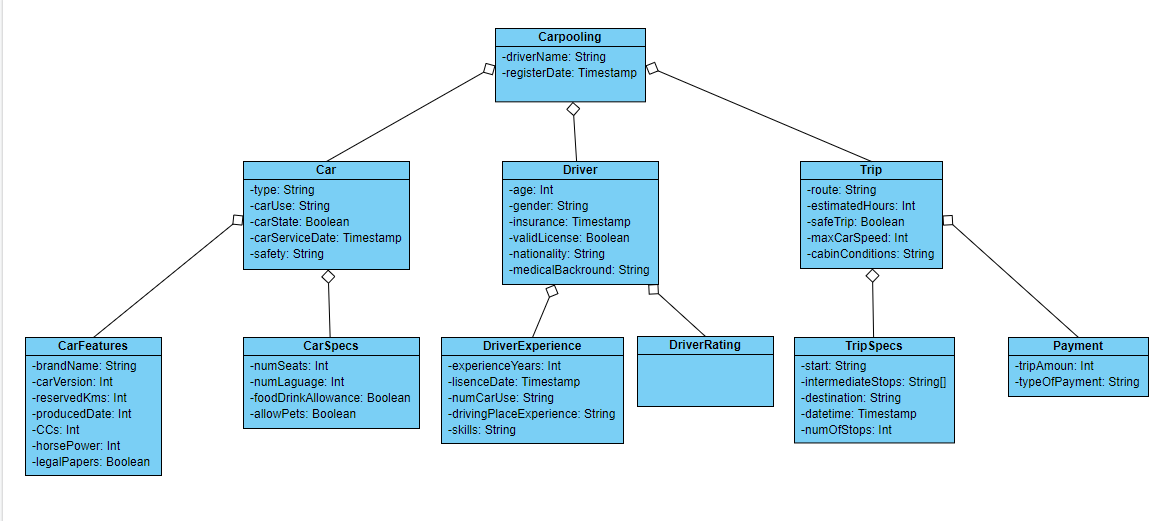 Carpooling
-driverName: String
-registerDate: Timestamp
Car
-type: String
-carUse: String
-carState: Boolean
-carServiceDate: Timestamp
-safety: String
Driver
-age: Int
-gender: String
-insurance: Timestamp
-validLicense: Boolean
-nationality: String
-medicalBackround: String
Trip
-route: String
-estimatedHours: Int
-safeTrip: Boolean
-maxCarSpeed: Int
-cabinConditions: String
CarFeatures
-brandName: String
-carVersion: Int
-reservedKms: Int
-producedDate: Int
-CCs: Int
-horsePower: Int
-legalPapers: Boolean
CarSpecs
-numSeats: Int
-numLaguage: Int
-foodDrinkAllowance: Boolean
-allowPets: Boolean
DriverExperience
-experienceYears: Int
-lisenceDate: Timestamp
-numCarUse: String
-drivingPlaceExperience: String
-skills: String
DriverRating
TripSpecs
-start: String
-intermediateStops: String[]
-destination: String
-datetime: Timestamp
-numOfStops: Int
Payment
-tripAmoun: Int
-typeOfPayment: String